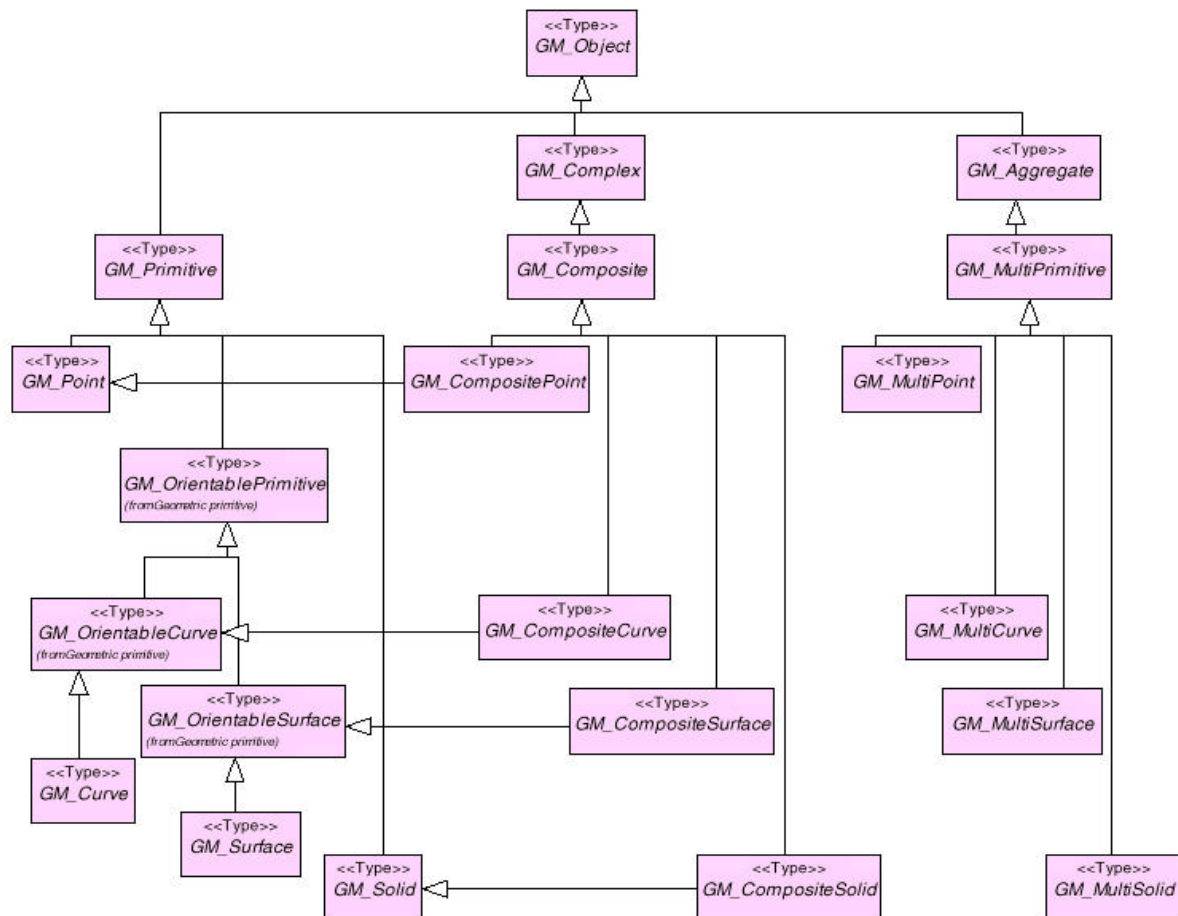 <<Type>>
GM_Object
<<Type>>
GM_Complex
<<Type>>
GM_Aggregate
<<Type>>
GM_Primitive
<<Type>>
GM_Composite
<<Type>>
GM_MultiPrimitive
<<Type>>
GM_Point
<<Type>>
GM_CompositePoint
<<Type>>
GM_MultiPoint
<<Type>>
GM_OrientablePrimitive
(fromGeometric primitive)
<<Type>>
GM_OrientableCurve
(fromGeometric primitive)
<<Type>>
GM_CompositeCurve
<<Type>>
GM_MultiCurve
<<Type>>
GM_OrientableSurface
(fromGeometric primitive)
<<Type>>
GM_CompositeSurface
<<Type>>
GM_MultiSurface
<<Type>>
GM_Curve
<<Type>>
GM_Surface
<<Type>>
GM_Solid
<<Type>>
GM_CompositeSolid
<<Type>>
GM_MultiSolid